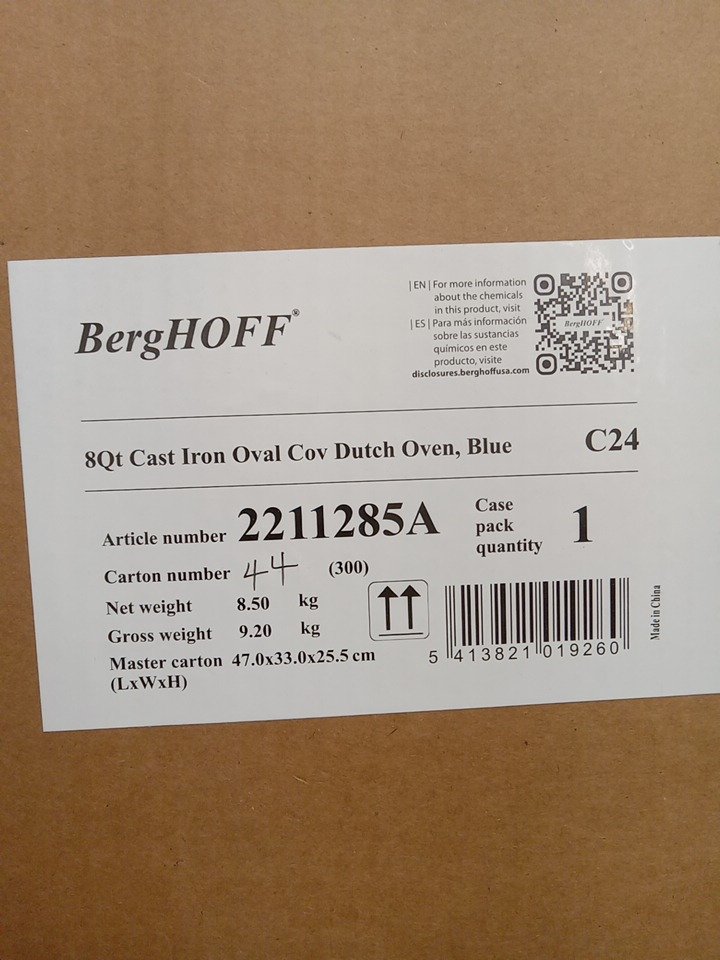 BergHOFF®
| EN | For more information
about the chemicals
in this product, visit
| ES | Para más información
sobre las sustancias
químicos en este
producto, visite
disclosures.berghoffusa.com
BergHOFF
8Qt Cast Iron Oval Cov Dutch Oven, Blue C24
Article number 2211285A
Case
pack
quantity 1
Carton number 44 (300)
Net weight 8.50 kg
Gross weight 9.20 kg
Master carton 47.0x33.0x25.5 cm
(LxWxH)
5 413821 019260
Made in China